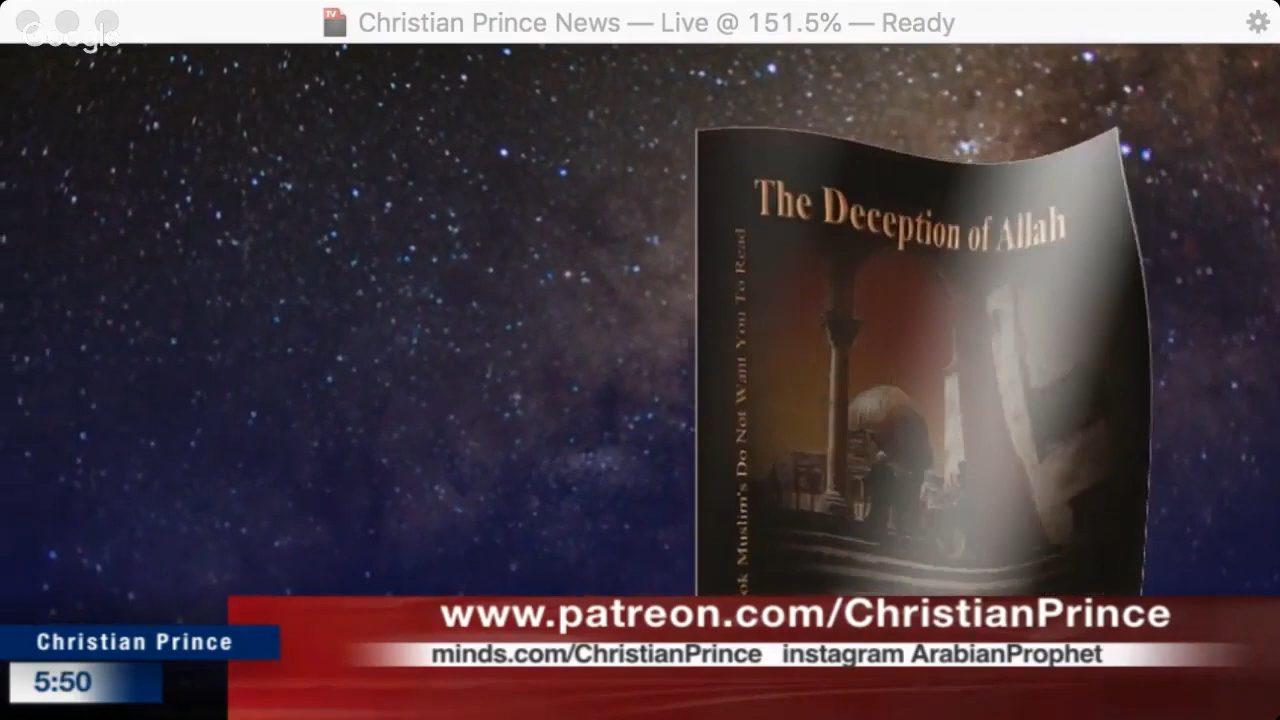 Christian Prince News — Live @ 151.5% — Ready
Google
TV
The Deception of Allah
ok Muslim's Do Not Want You To Read
www.patreon.com/ChristianPrince
Christian Prince
minds.com/ChristianPrince instagram ArabianProphet
5:50